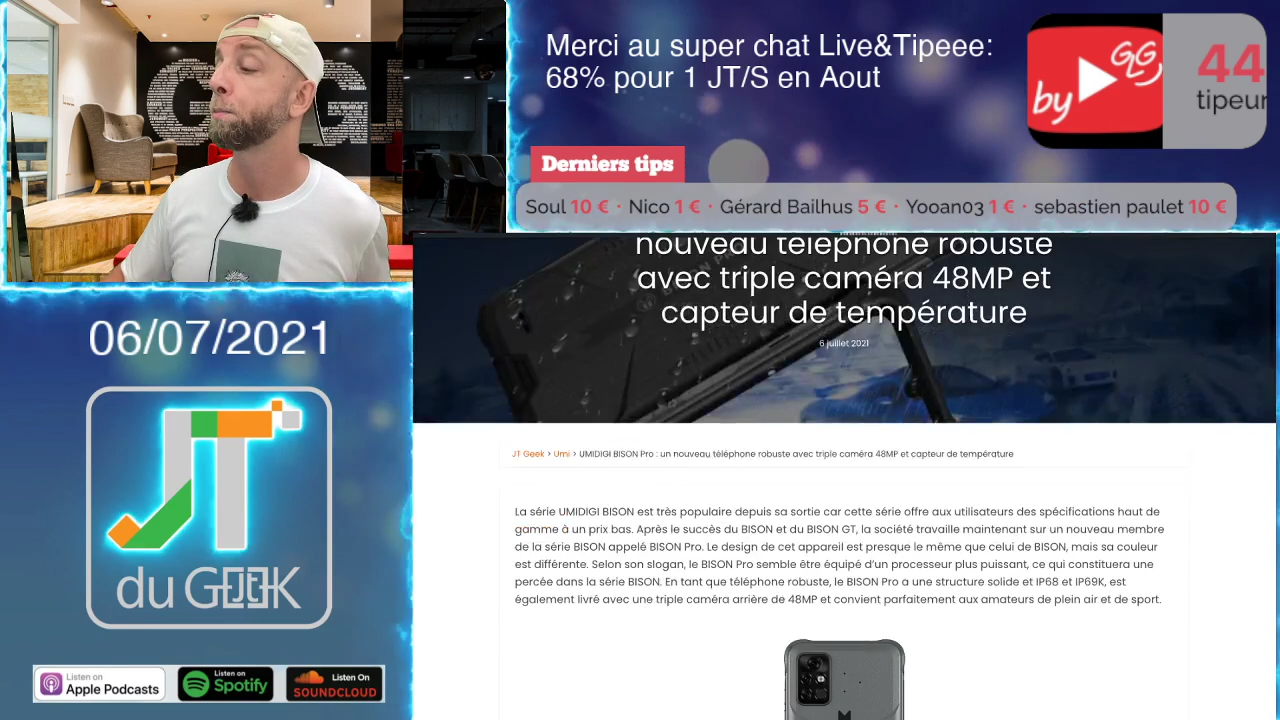 Merci au super chat Live&Tipeee:
68% pour 1 JT/S en Aout
by GLG
44
tipeur
Derniers tips
Soul 10 € · Nico 1 € · Gérard Bailhus 5 € · Yooan03 1 € · sebastien paulet 10 €
nouveau téléphone robuste
avec triple caméra 48MP et
capteur de température
6 juillet 2021
06/07/2021
JT
du GEEK
JT Geek > Umi > UMIDIGI BISON Pro : un nouveau téléphone robuste avec triple caméra 48MP et capteur de température
La série UMIDIGI BISON est très populaire depuis sa sortie car cette série offre aux utilisateurs des spécifications haut de
gamme à un prix bas. Après le succès du BISON et du BISON GT, la société travaille maintenant sur un nouveau membre
de la série BISON appelé BISON Pro. Le design de cet appareil est presque le même que celui de BISON, mais sa couleur
est différente. Selon son slogan, le BISON Pro semble être équipé d'un processeur plus puissant, ce qui constituera une
percée dans la série BISON. En tant que téléphone robuste, le BISON Pro a une structure solide et IP68 et IP69K, est
également livré avec une triple caméra arrière de 48MP et convient parfaitement aux amateurs de plein air et de sport.
Listen on
Apple Podcasts
Listen on
Spotify
Listen On
SOUNDCLOUD